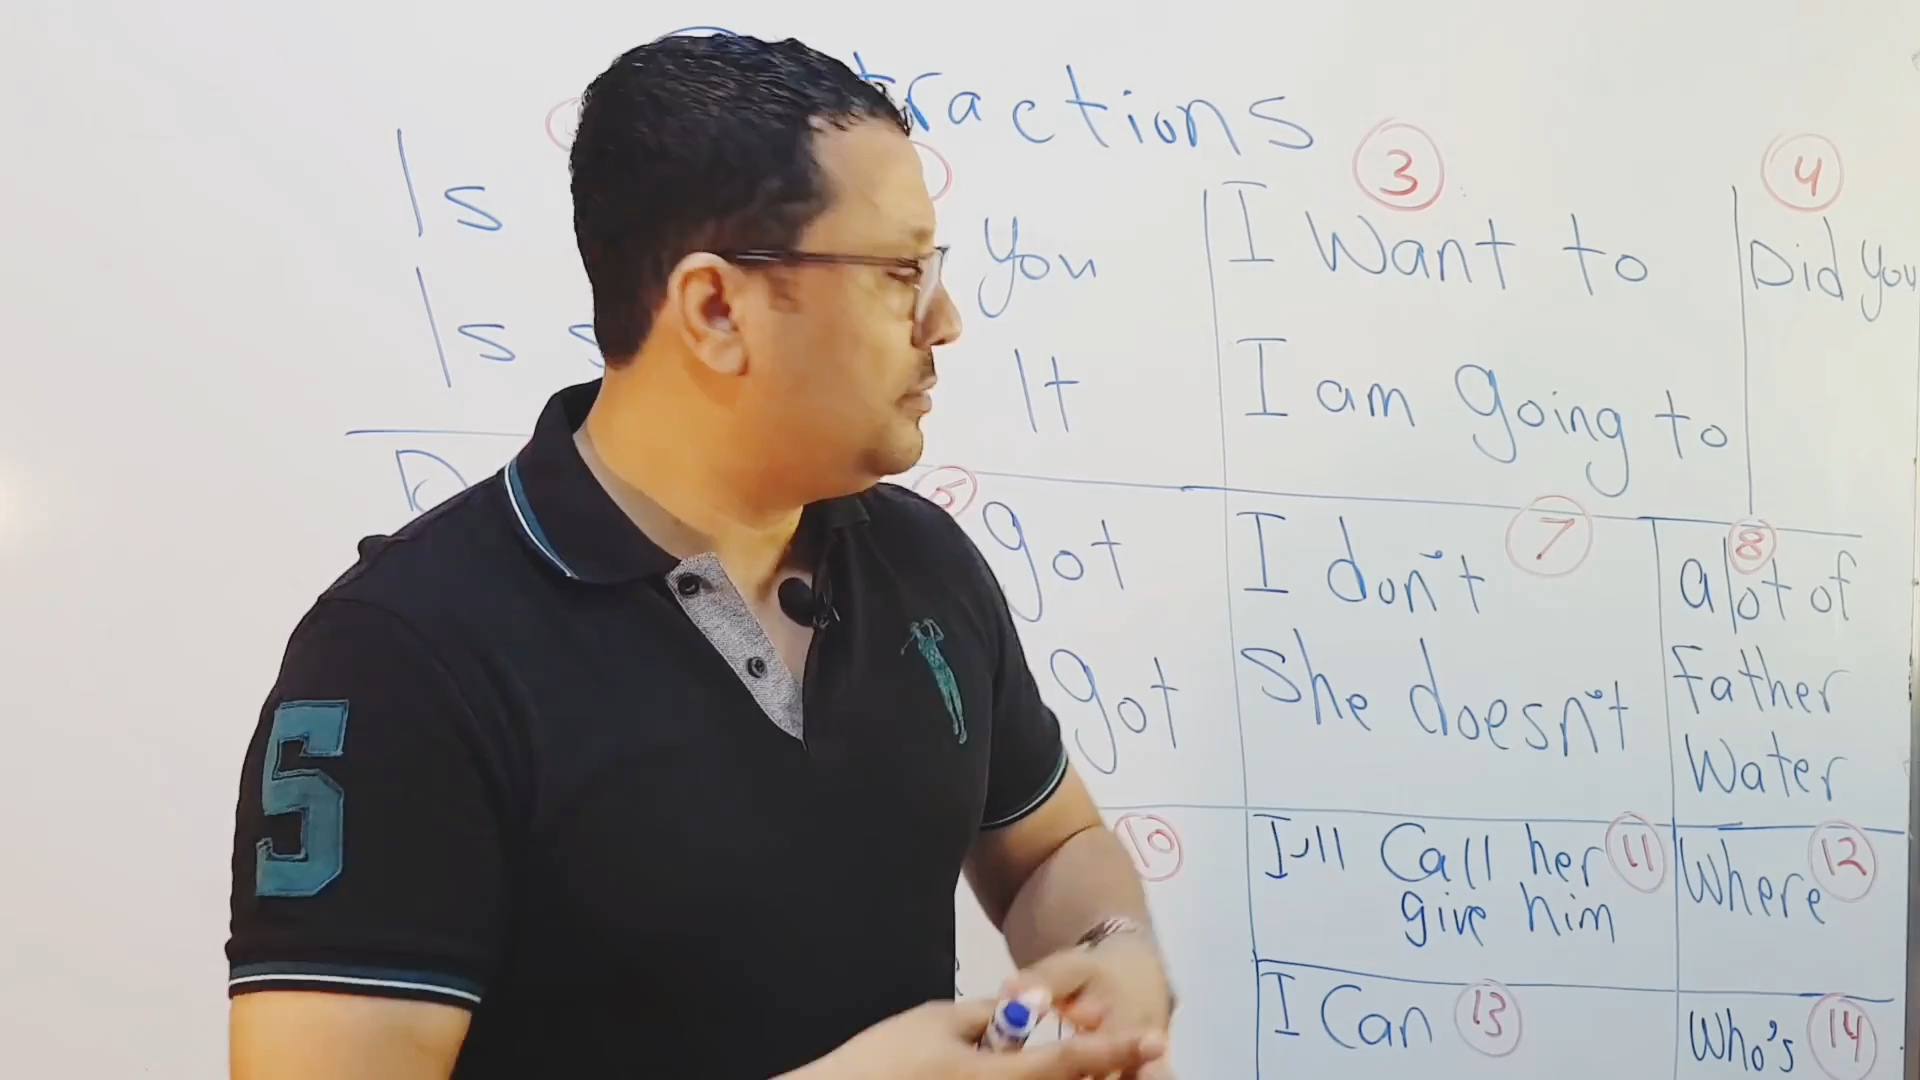 3
4
Is
You
I Want to
Did you
Is
It
I am going to
6
7
8
got
I don't
a lot of
got
She doesn't
Father
Water
10
I'll Call her
11
Where
12
give him
I Can
13
Who's
14
5